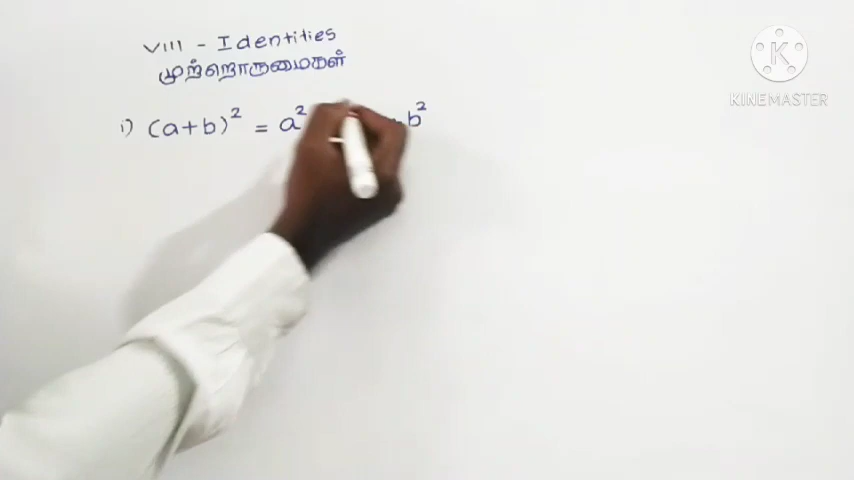 VIII - Identities
முற்றொருமைகள்
i) (a+b)² = a² b²
KINEMASTER